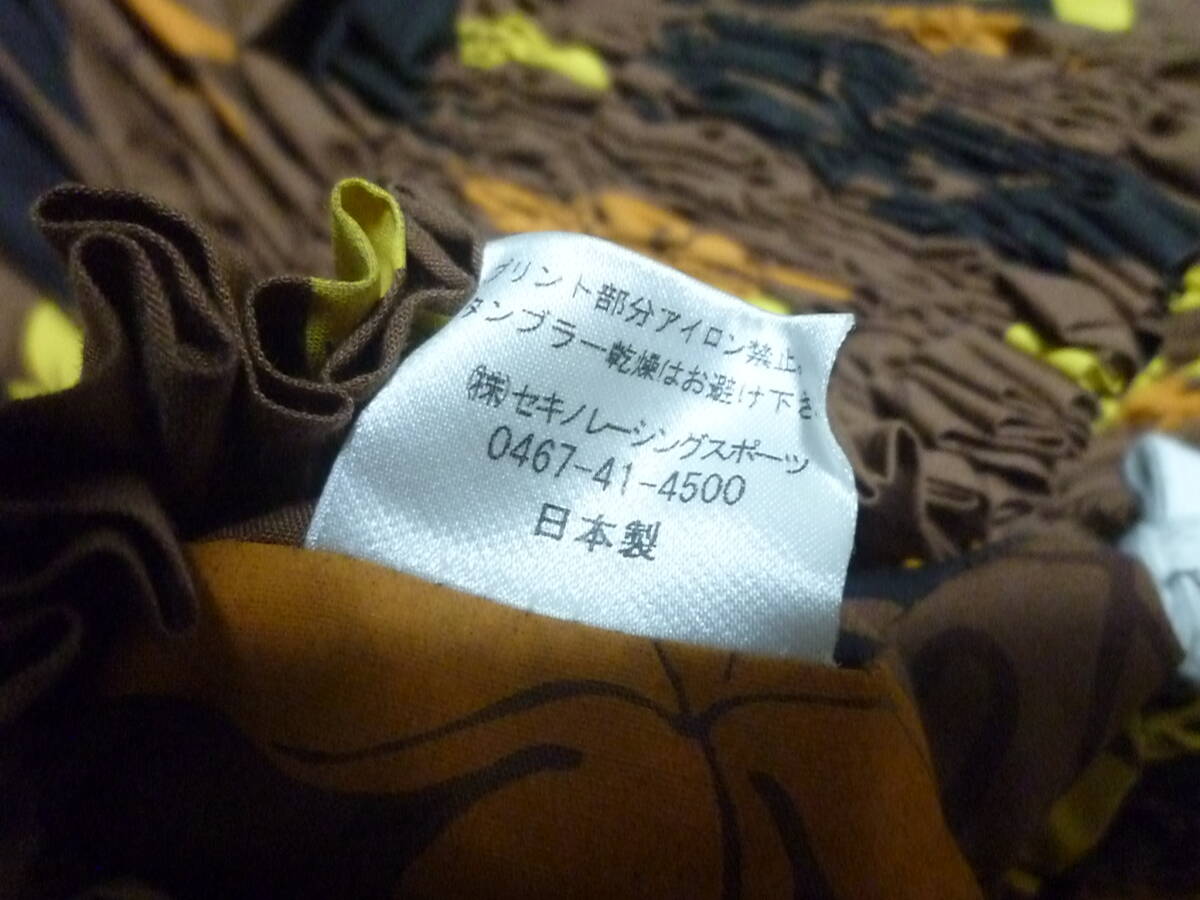 プリント部分アイロン禁止。
タンブラー乾燥はお避け下さ
㈱セキノレーシングスポーツ
0467-41-4500
日本製